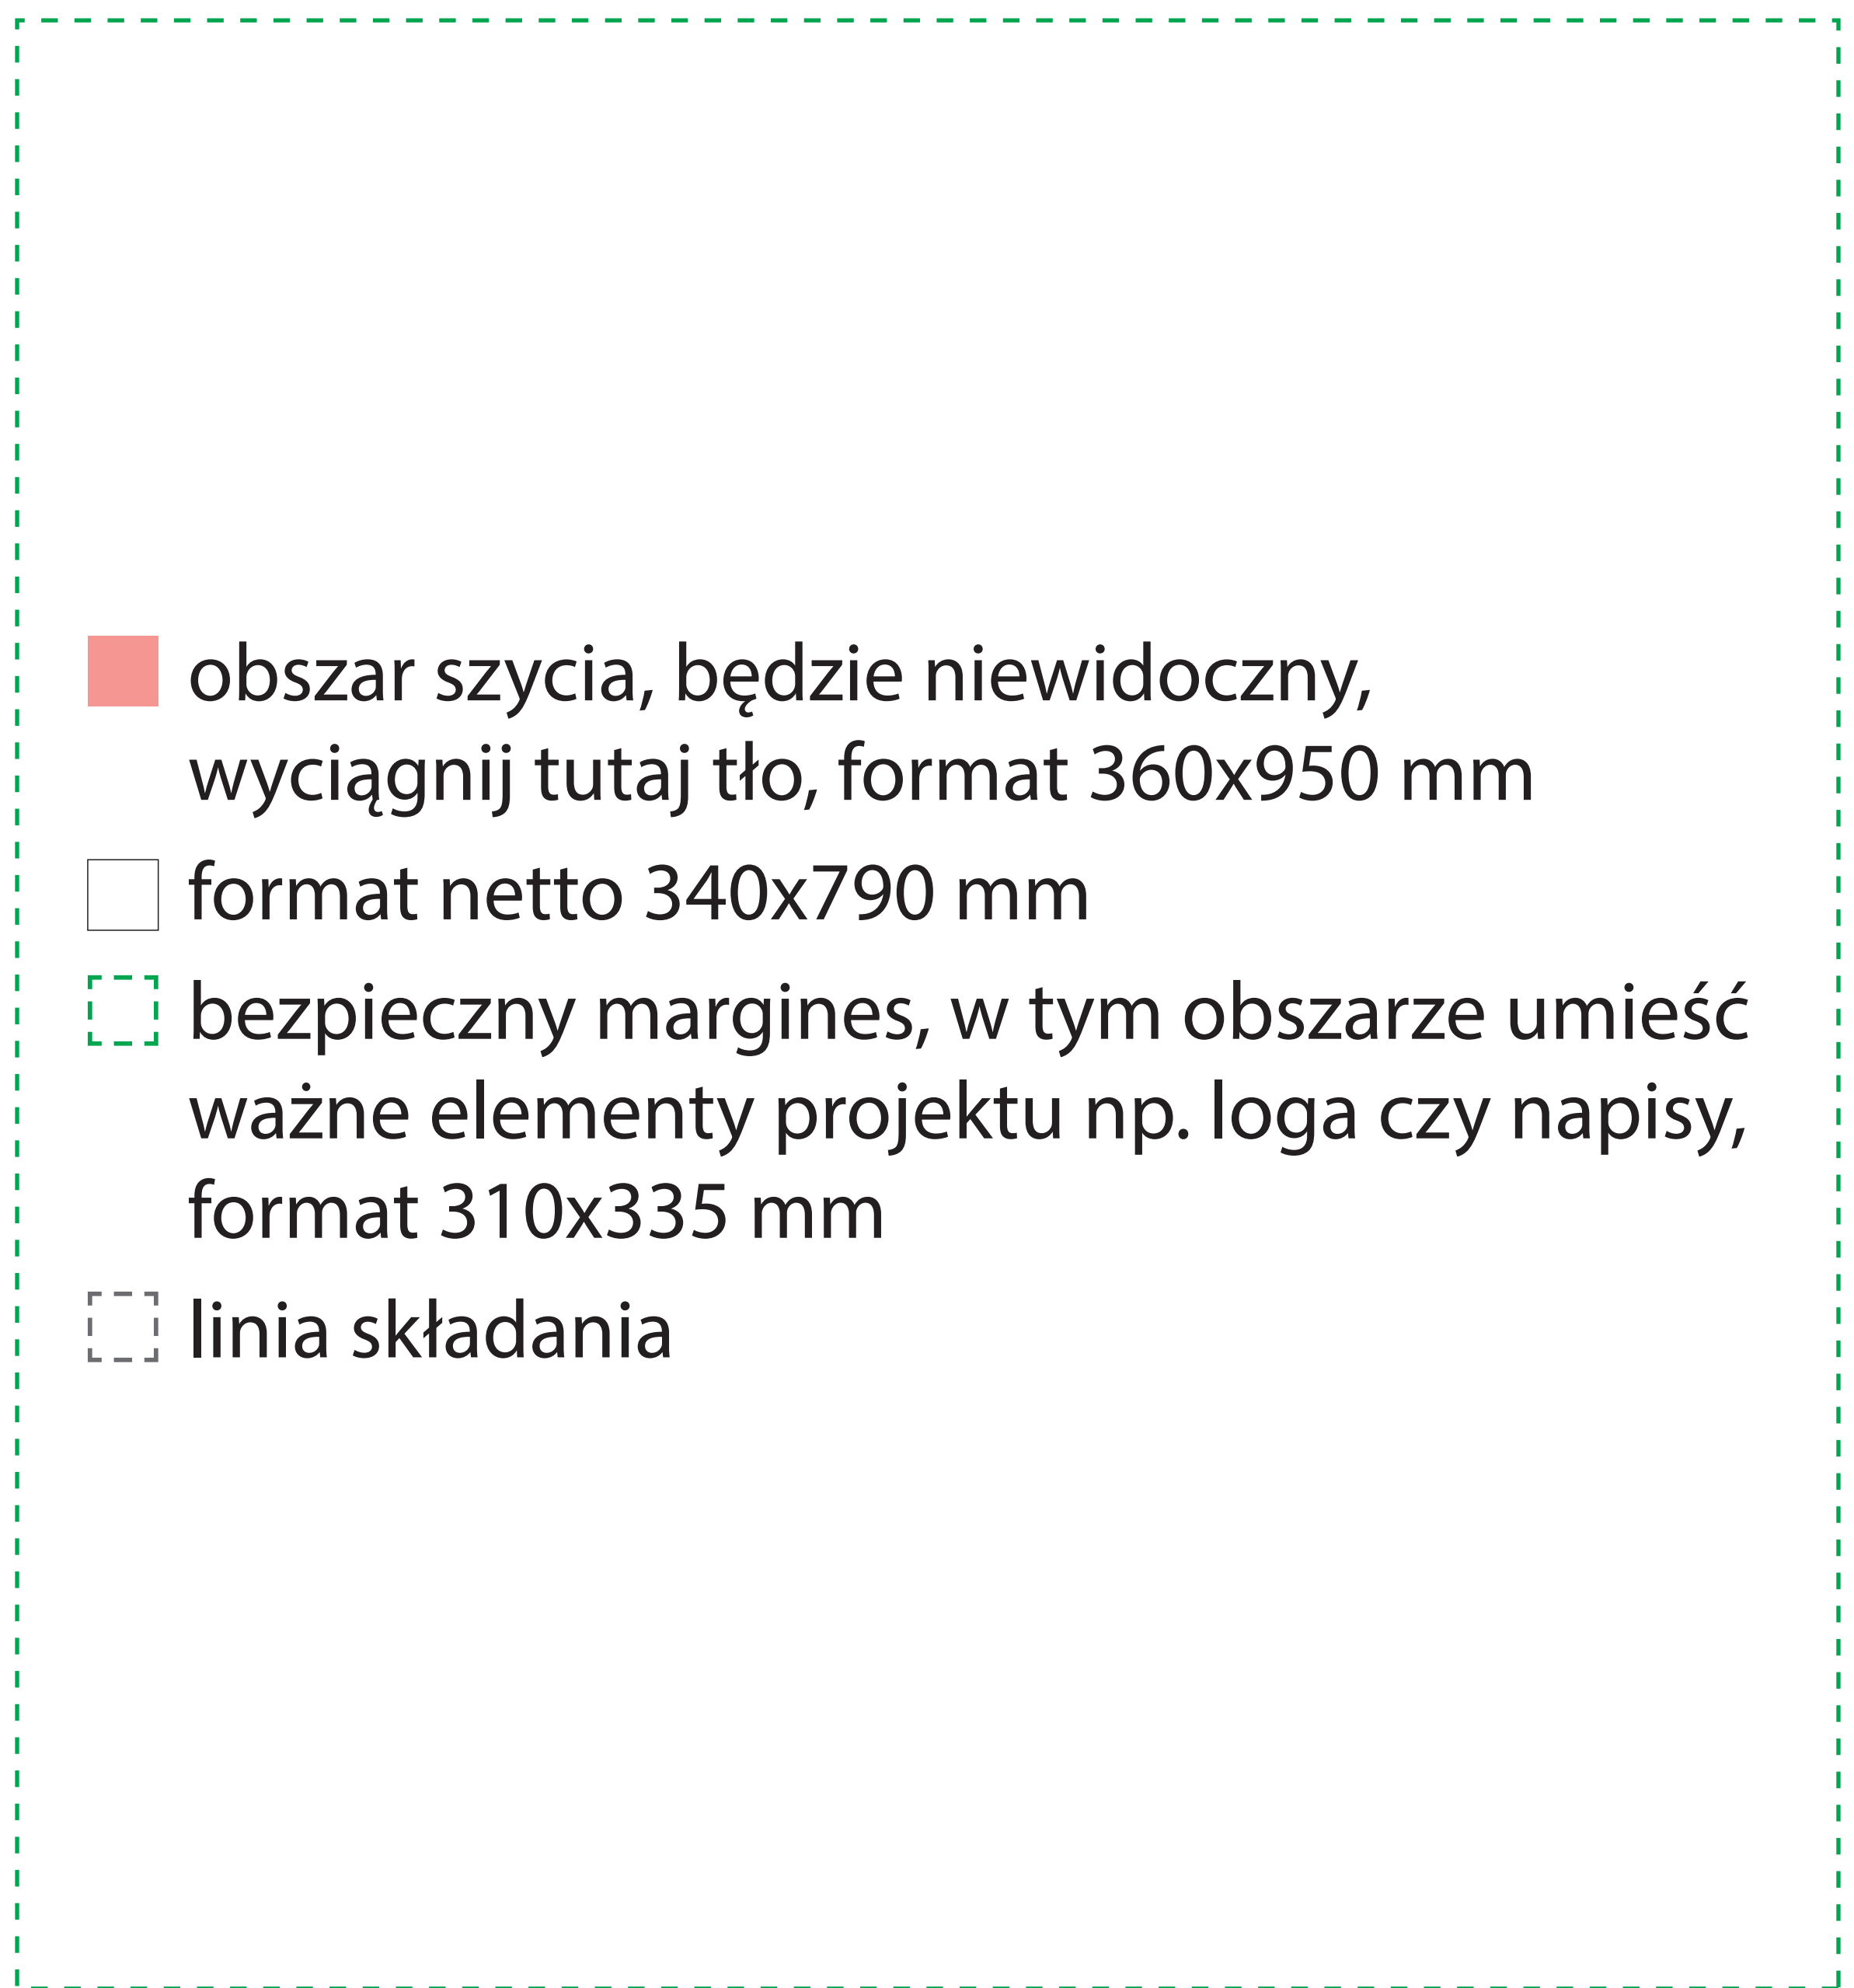 obszar szycia, będzie niewidoczny,
wyciągnij tutaj tło, format 360x950 mm
format netto 340x790 mm
bezpieczny margines, w tym obszarze umieść
ważne elementy projektu np. loga czy napisy,
format 310x335 mm
linia składania